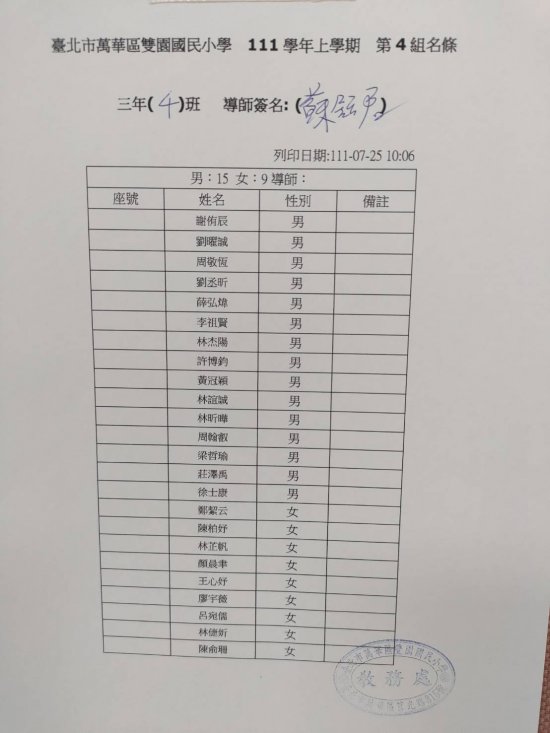 臺北市萬華區雙園國民小學 111 學年上學期 第 4 組名條
三年(4)班 導師簽名: ( )
列印日期:111-07-25 10:06
男：15 女：9 導師：
座號 姓名 性別 備註
謝侑辰 男
劉曜誠 男
周敬恆 男
劉丞昕 男
薛弘煒 男
李祖賢 男
林杰陽 男
許博鈞 男
黃冠穎 男
林誼誠 男
林昕曄 男
周翰叡 男
梁哲瑜 男
莊澤禹 男
徐士康 男
鄭絜云 女
陳柏妤 女
林芷帆 女
顏晨聿 女
王心妤 女
廖宇薇 女
呂宛儒 女
林倢妡 女
陳俞珊 女
臺北市萬華區雙園國民小學
教務處